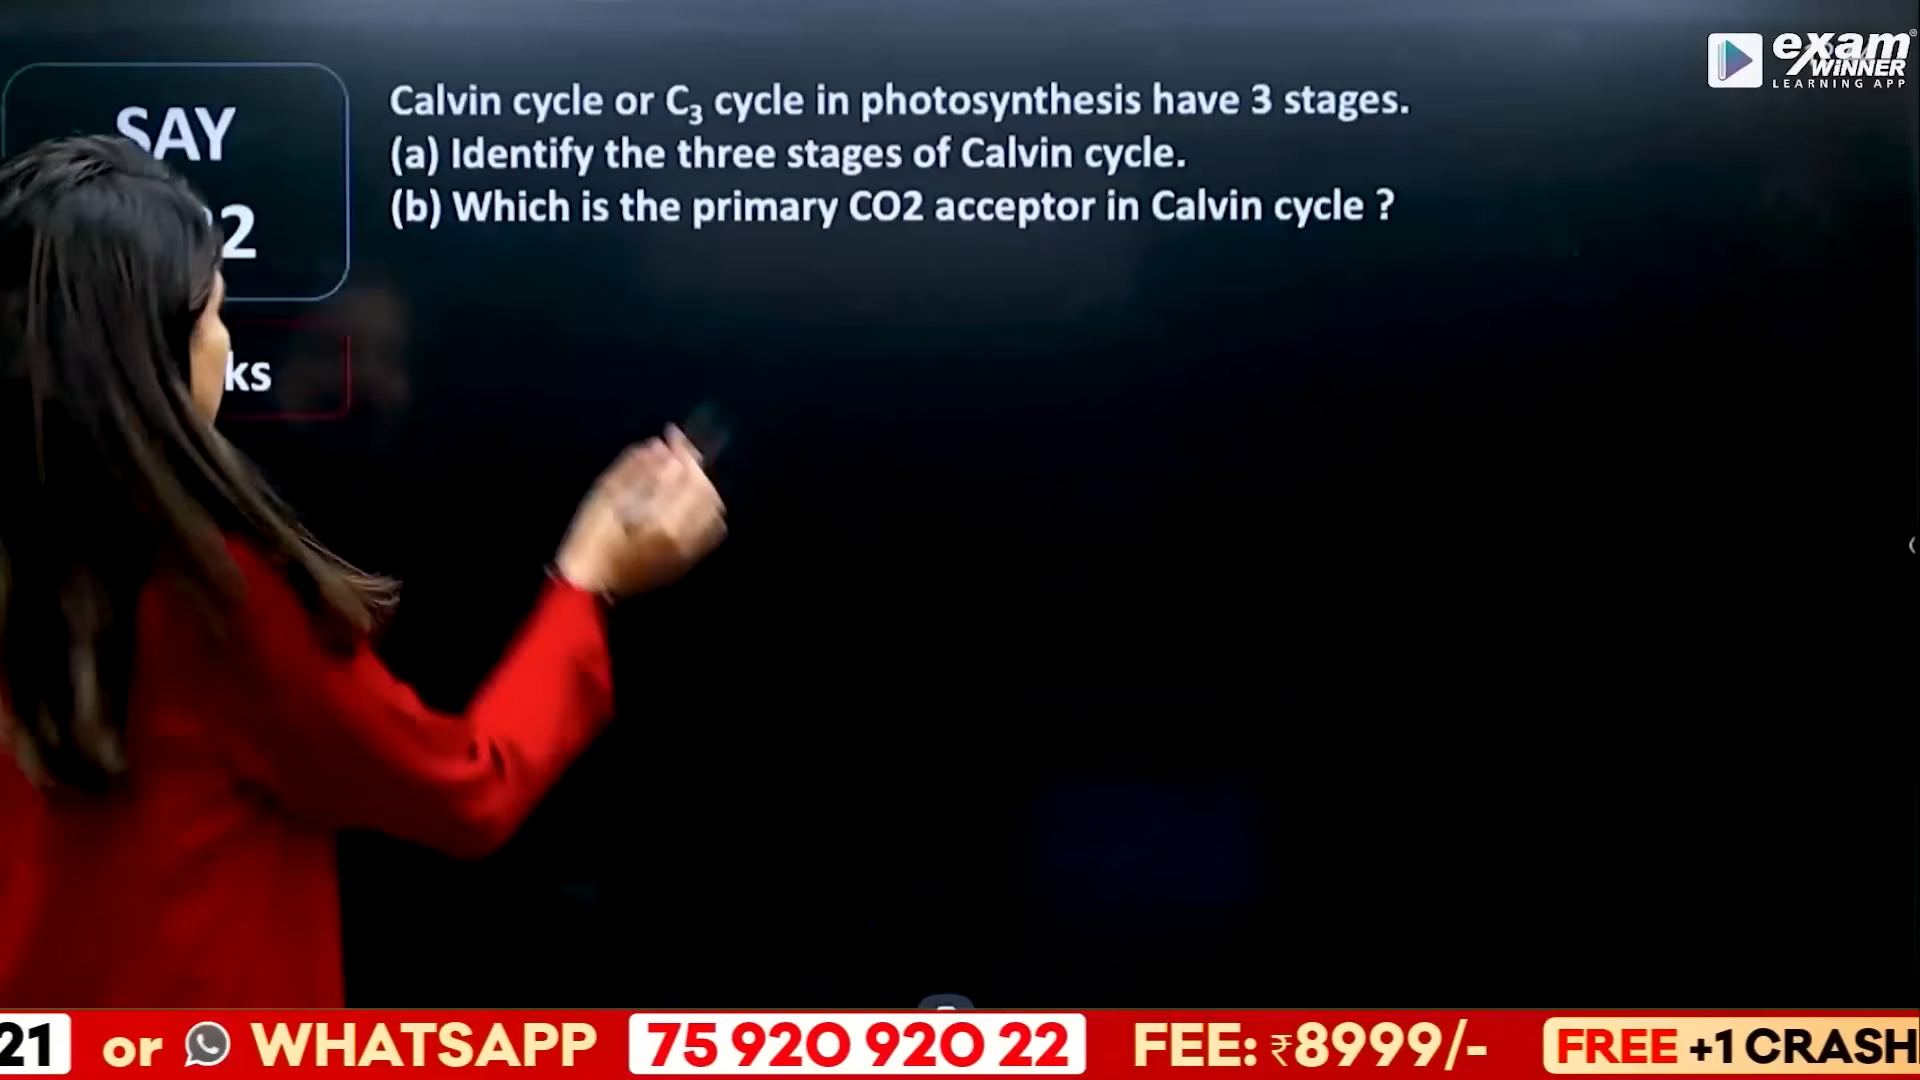 exam
WiNNER
LEARNING APP
SAY
2
ks
Calvin cycle or C₃ cycle in photosynthesis have 3 stages.
(a) Identify the three stages of Calvin cycle.
(b) Which is the primary CO2 acceptor in Calvin cycle ?
21 or WHATSAPP 75 920 920 22 FEE: ₹8999/- FREE +1 CRASH